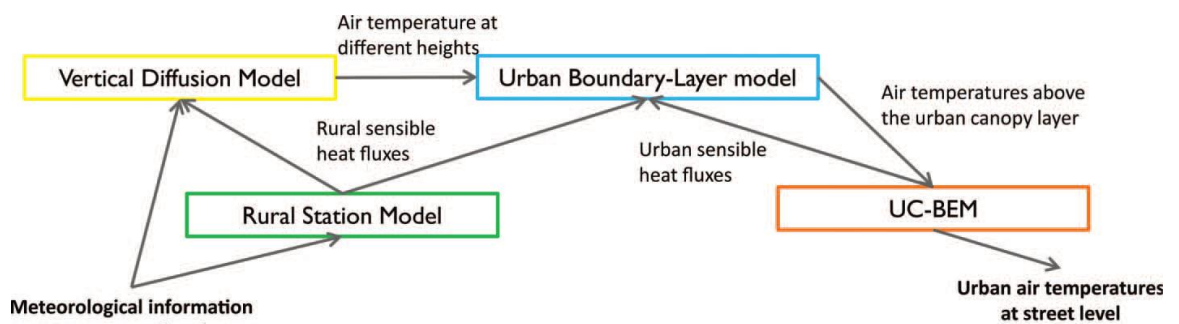 Air temperature at
different heights
Vertical Diffusion Model
Urban Boundary-Layer model
Air temperatures above
the urban canopy layer
Rural sensible
heat fluxes
Urban sensible
heat fluxes
Rural Station Model
UC-BEM
Meteorological information
Urban air temperatures
at street level